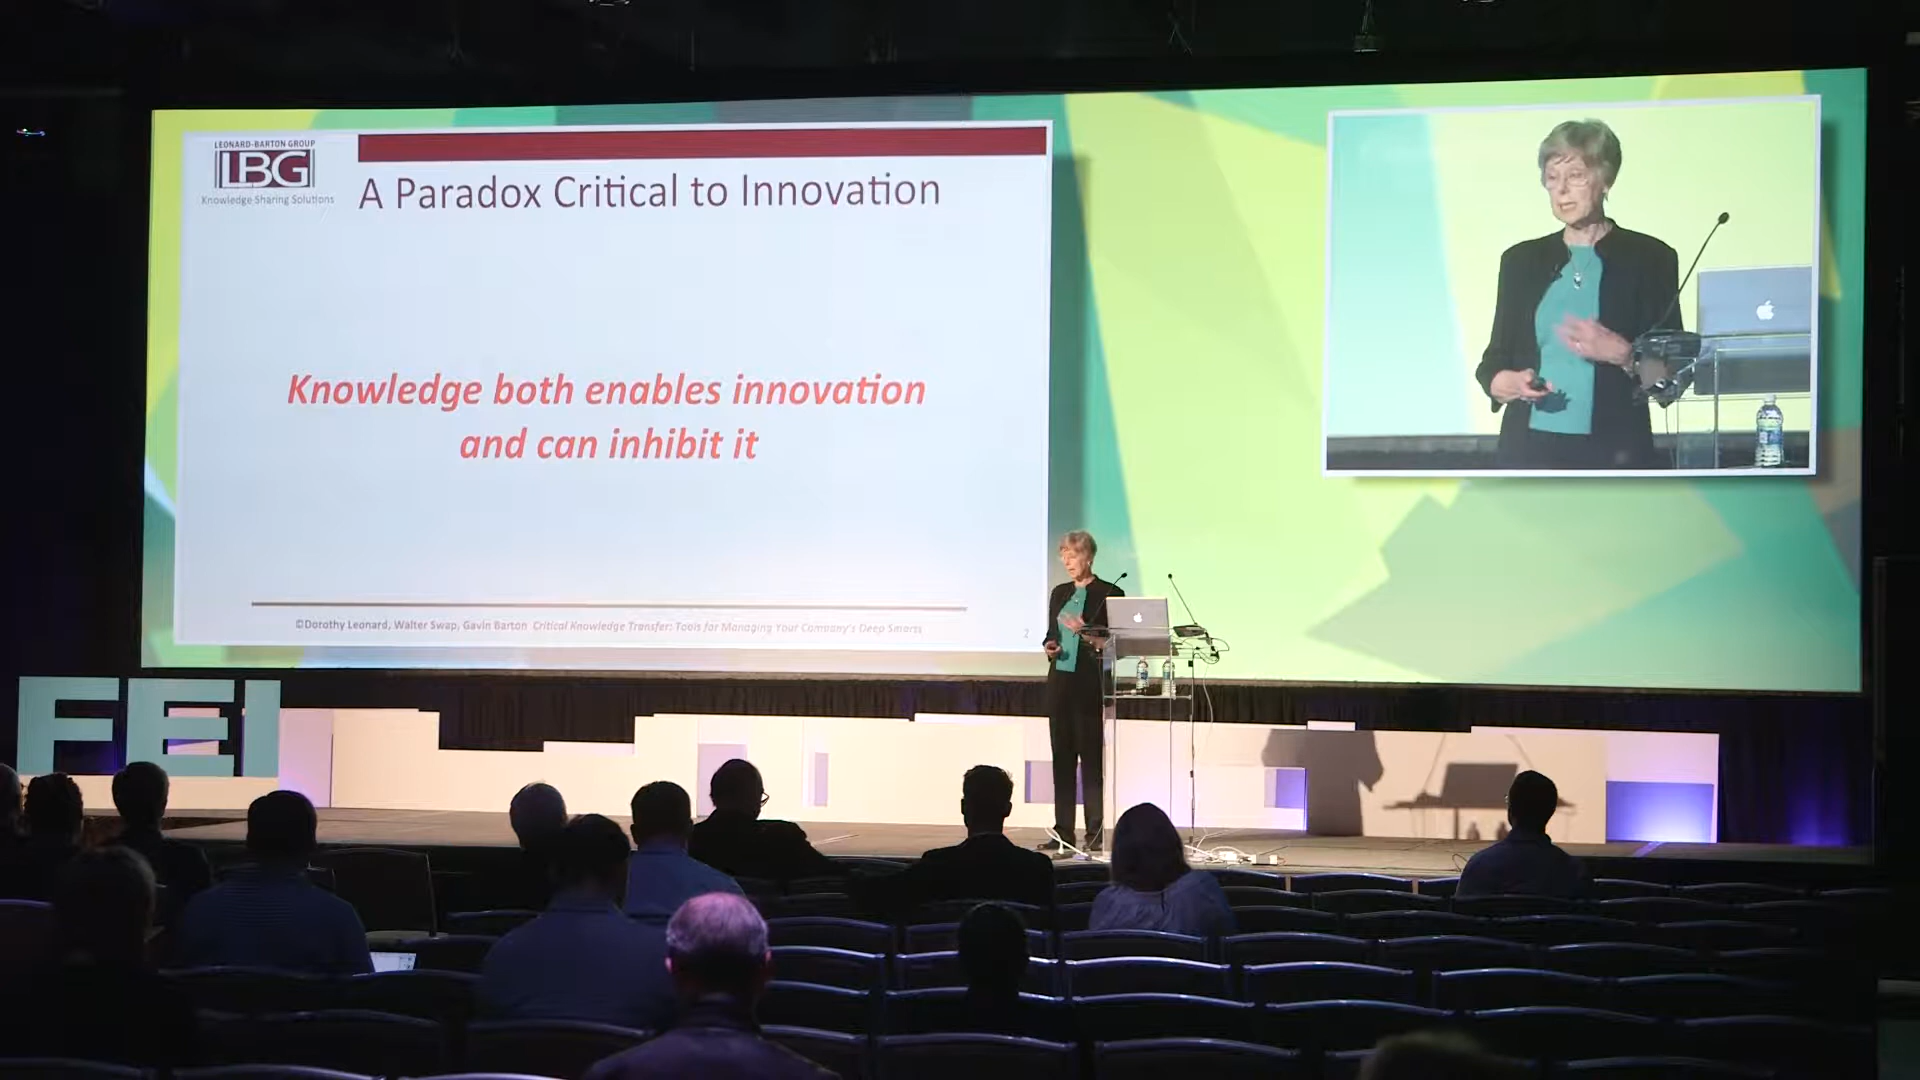 LEONARD-BARTON GROUP
LBG
Knowledge Sharing Solutions
A Paradox Critical to Innovation
Knowledge both enables innovation
and can inhibit it
©Dorothy Leonard, Walter Swap, Gavin Barton Critical Knowledge Transfer: Tools for Managing Your Company's Deep Smarts
2
FEI